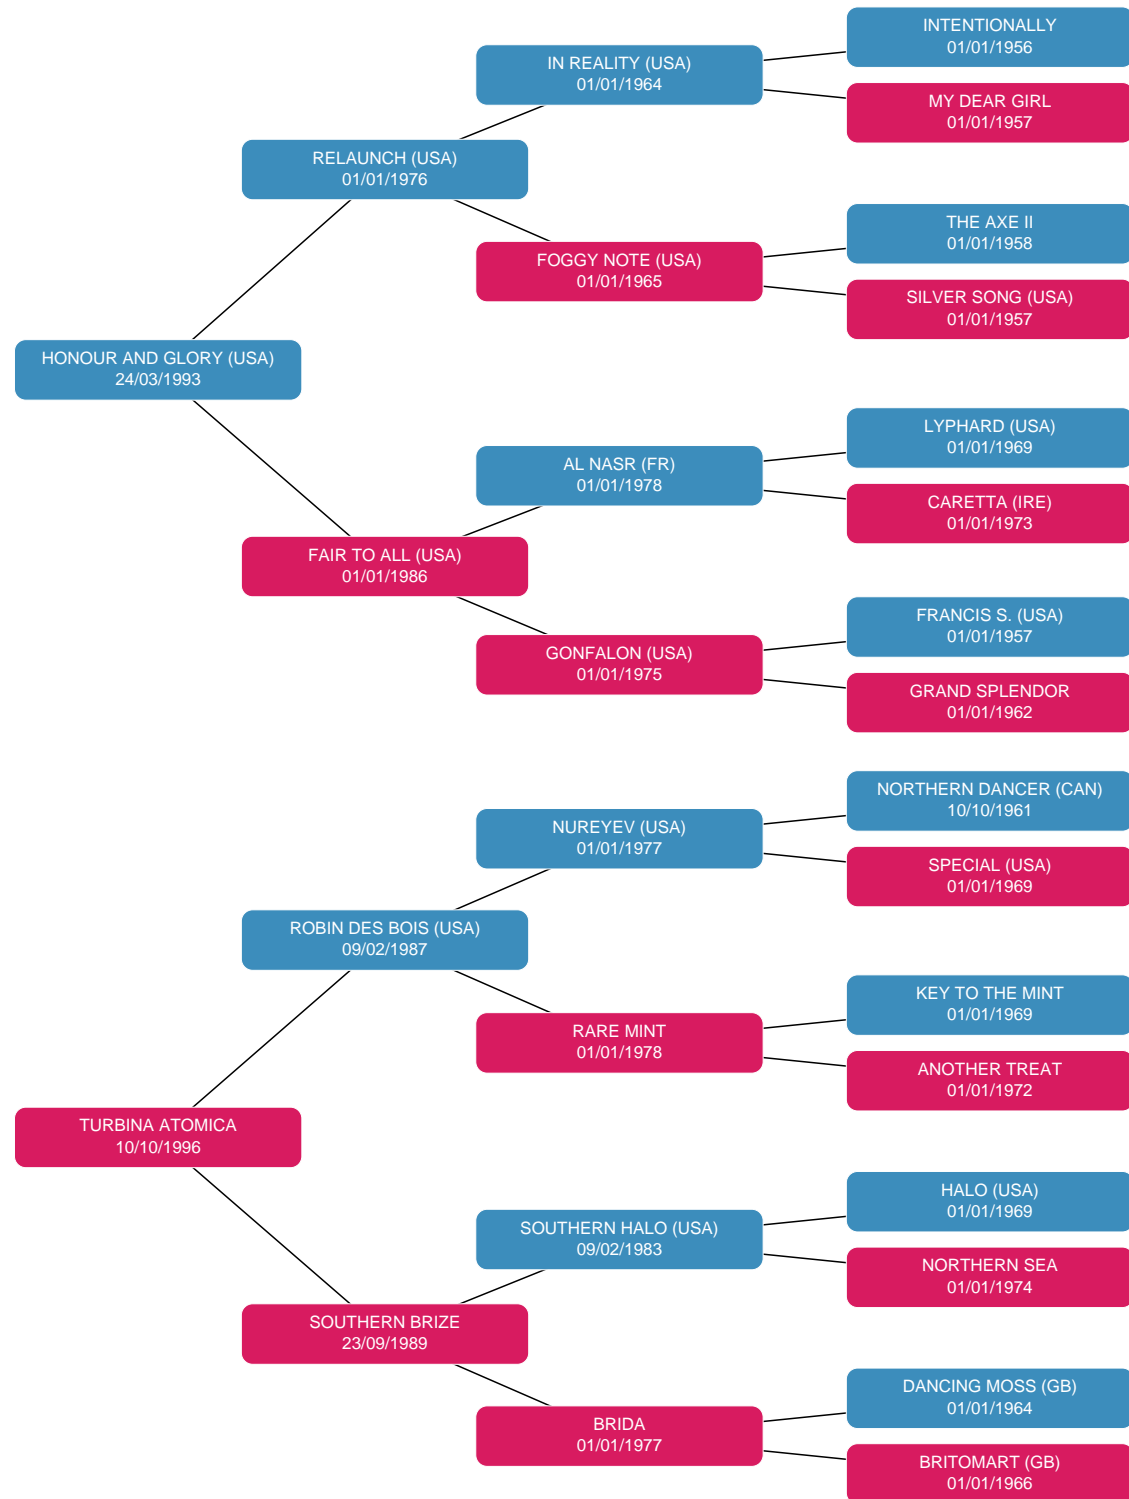 INTENTIONALLY
01/01/1956
IN REALITY (USA)
01/01/1964
MY DEAR GIRL
01/01/1957
RELAUNCH (USA)
01/01/1976
THE AXE II
01/01/1958
FOGGY NOTE (USA)
01/01/1965
SILVER SONG (USA)
01/01/1957
HONOUR AND GLORY (USA)
24/03/1993
LYPHARD (USA)
01/01/1969
AL NASR (FR)
01/01/1978
CARETTA (IRE)
01/01/1973
FAIR TO ALL (USA)
01/01/1986
FRANCIS S. (USA)
01/01/1957
GONFALON (USA)
01/01/1975
GRAND SPLENDOR
01/01/1962
NORTHERN DANCER (CAN)
10/10/1961
NUREYEV (USA)
01/01/1977
SPECIAL (USA)
01/01/1969
ROBIN DES BOIS (USA)
09/02/1987
KEY TO THE MINT
01/01/1969
RARE MINT
01/01/1978
ANOTHER TREAT
01/01/1972
TURBINA ATOMICA
10/10/1996
HALO (USA)
01/01/1969
SOUTHERN HALO (USA)
09/02/1983
NORTHERN SEA
01/01/1974
SOUTHERN BRIZE
23/09/1989
DANCING MOSS (GB)
01/01/1964
BRIDA
01/01/1977
BRITOMART (GB)
01/01/1966